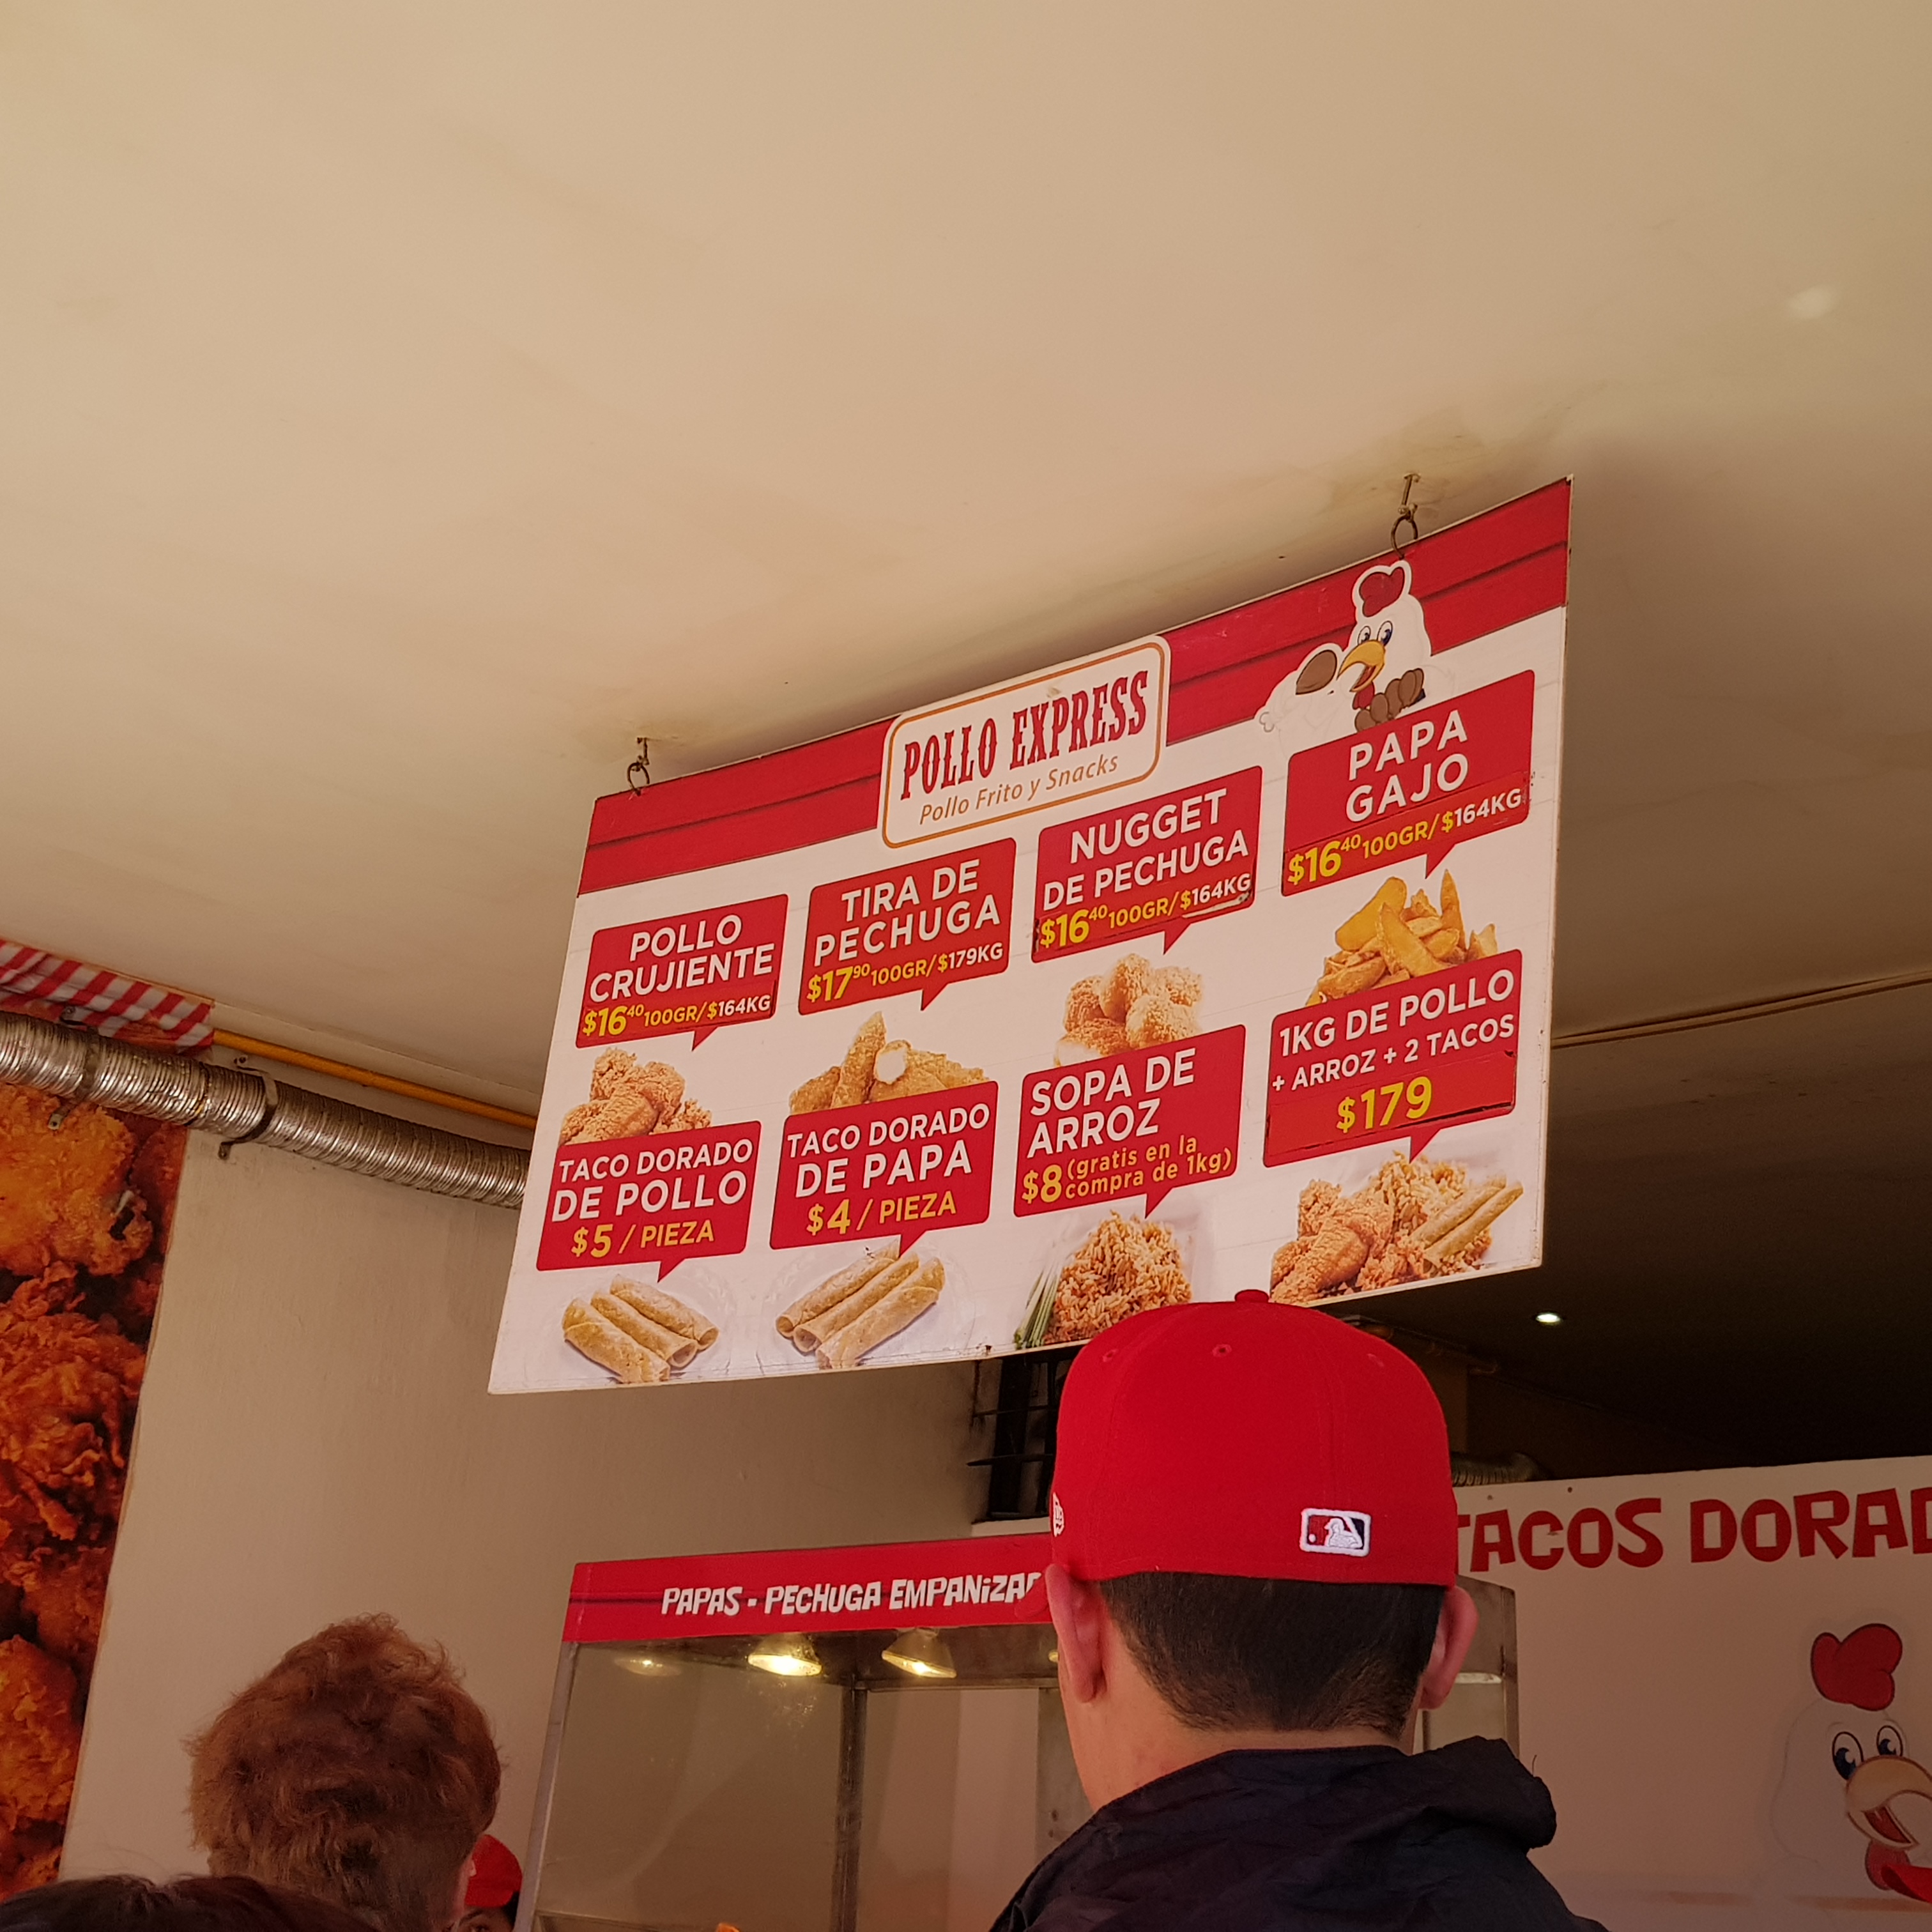 POLLO EXPRESS
Pollo Frito y Snacks
POLLO
CRUJIENTE
$16⁴⁰ 100GR/$164KG
TIRA DE
PECHUGA
$17⁹⁰ 100GR/$179KG
NUGGET
DE PECHUGA
$16⁴⁰ 100GR/$164KG
PAPA
GAJO
$16⁴⁰ 100GR/$164KG
TACO DORADO
DE POLLO
$5 / PIEZA
TACO DORADO
DE PAPA
$4 / PIEZA
SOPA DE
ARROZ
$8 (gratis en la
compra de 1kg)
1KG DE POLLO
+ ARROZ + 2 TACOS
$179
PAPAS - PECHUGA EMPANIZA
TACOS DORAD